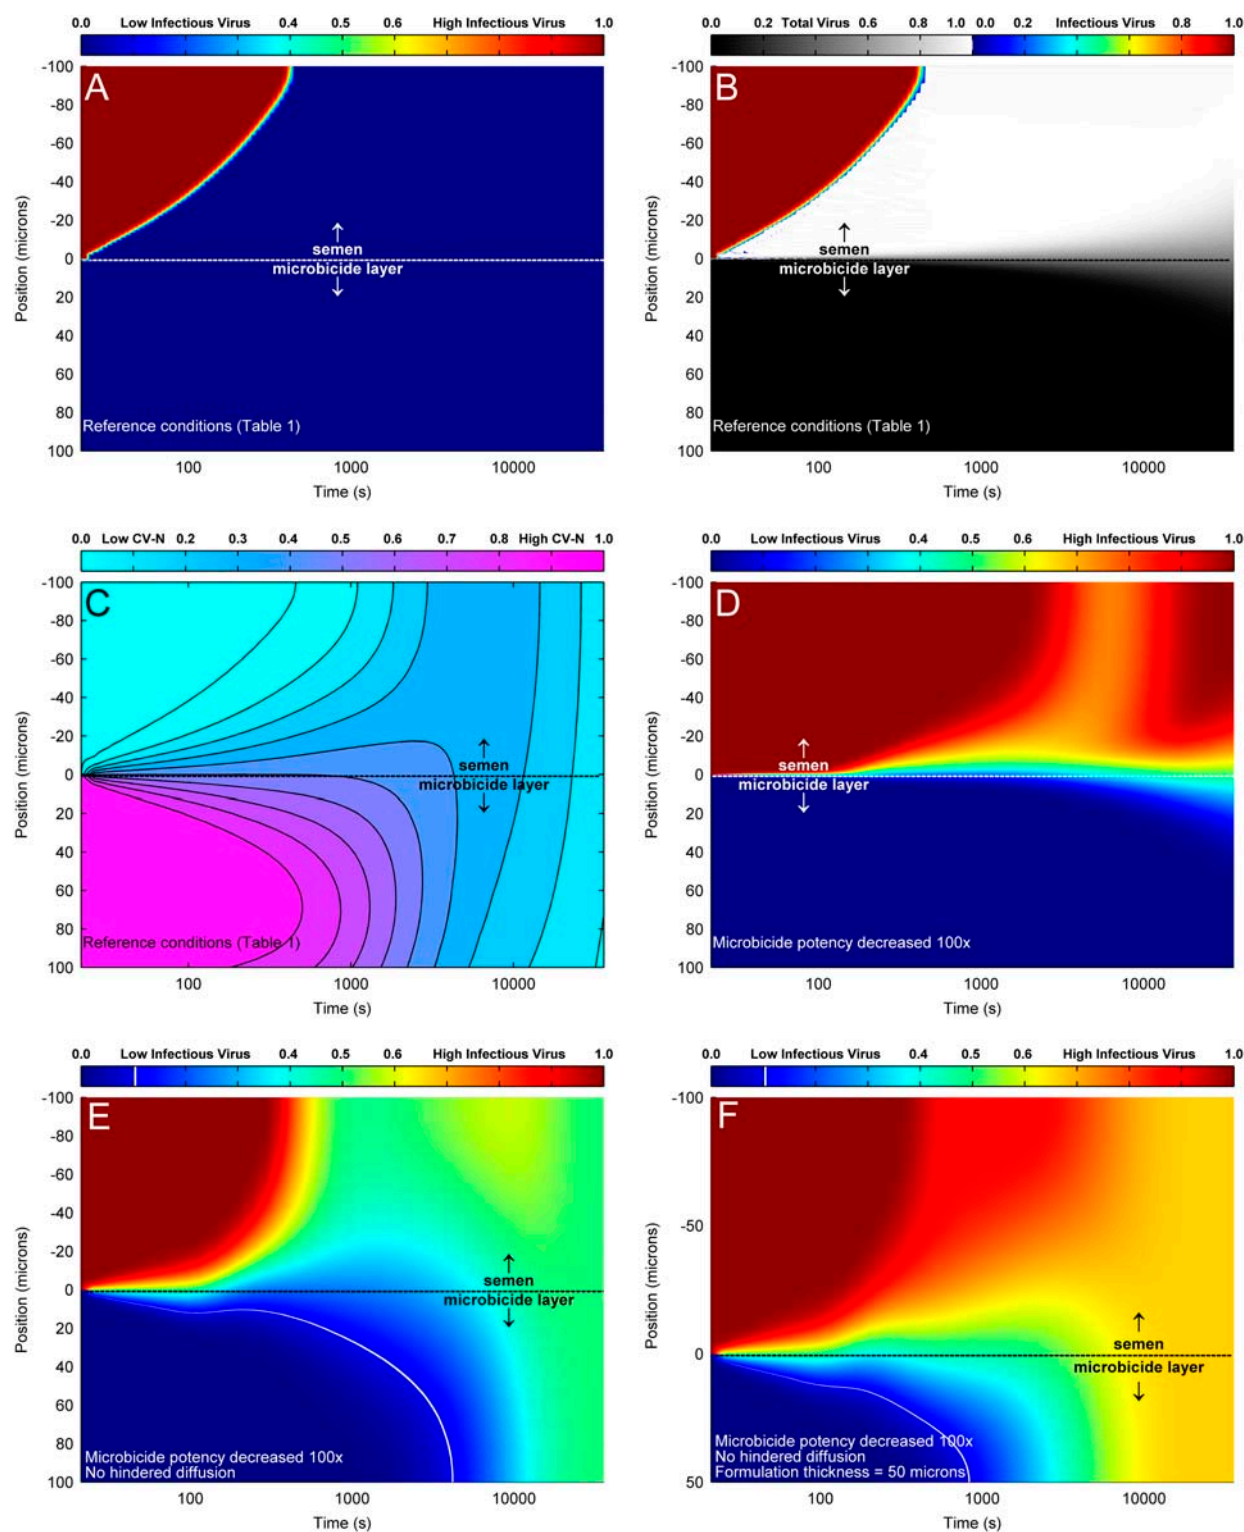 0.0 Low Infectious Virus 0.4 0.5 0.6 High Infectious Virus 1.0
A
-100
-80
-60
-40
-20
0
20
40
60
80
100
Position (microns)
semen
microbicide layer
Reference conditions (Table 1)
100 1000 10000
Time (s)
0.0 0.2 Total Virus 0.6 0.8 1.0 0.0 0.2 Infectious Virus 0.8 1.0
B
-100
-80
-60
-40
-20
0
20
40
60
80
100
Position (microns)
semen
microbicide layer
Reference conditions (Table 1)
100 1000 10000
Time (s)
0.0 Low CV-N 0.2 0.3 0.4 0.5 0.6 0.7 0.8 High CV-N 1.0
C
-100
-80
-60
-40
-20
0
20
40
60
80
100
Position (microns)
semen
microbicide layer
Reference conditions (Table 1)
100 1000 10000
Time (s)
0.0 Low Infectious Virus 0.4 0.5 0.6 High Infectious Virus 1.0
D
-100
-80
-60
-40
-20
0
20
40
60
80
100
Position (microns)
semen
microbicide layer
Microbicide potency decreased 100x
100 1000 10000
Time (s)
0.0 Low Infectious Virus 0.4 0.5 0.6 High Infectious Virus 1.0
E
-100
-80
-60
-40
-20
0
20
40
60
80
100
Position (microns)
semen
microbicide layer
Microbicide potency decreased 100x
No hindered diffusion
100 1000 10000
Time (s)
0.0 Low Infectious Virus 0.4 0.5 0.6 High Infectious Virus 1.0
F
-100
-50
0
50
Position (microns)
semen
microbicide layer
Microbicide potency decreased 100x
No hindered diffusion
Formulation thickness = 50 microns
100 1000 10000
Time (s)